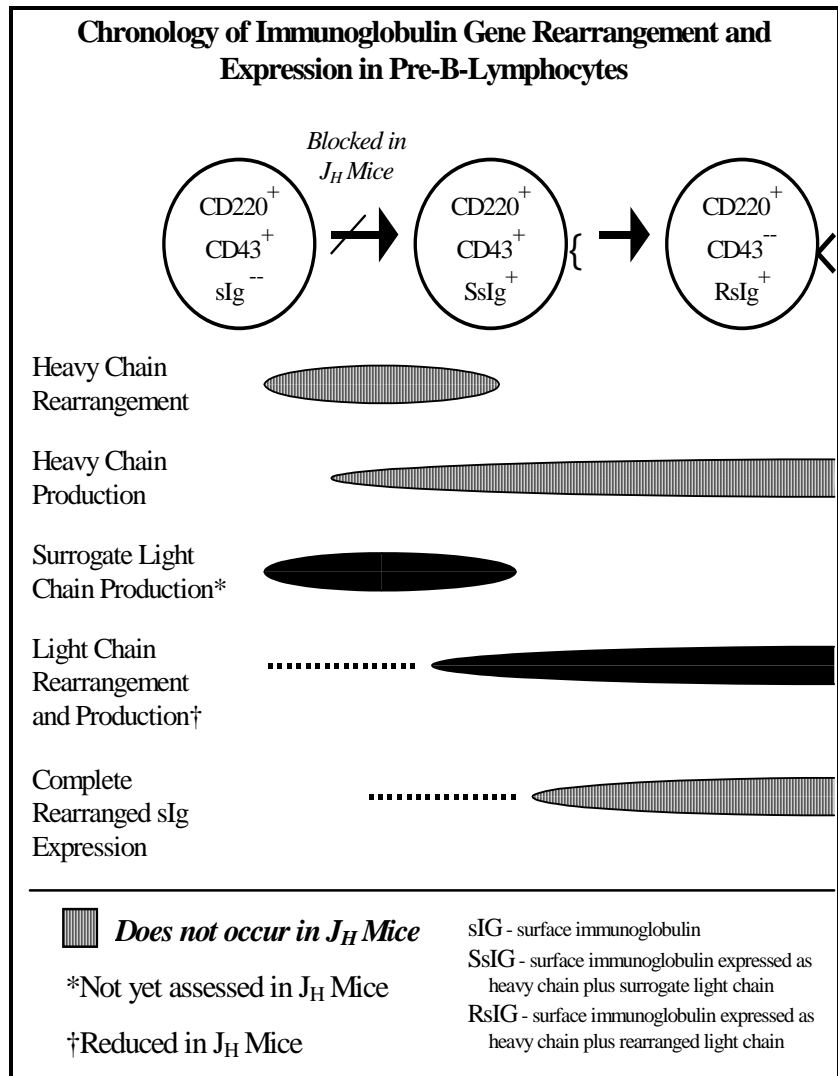 Chronology of Immunoglobulin Gene Rearrangement and
Expression in Pre-B-Lymphocytes
Blocked in
J_H Mice
CD220^+
CD43^+
sIg^--
CD220^+
CD43^+
SsIg^+
{
CD220^+
CD43^--
RsIg^+
Heavy Chain
Rearrangement
Heavy Chain
Production
Surrogate Light
Chain Production*
Light Chain
Rearrangement
and Production†
Complete
Rearranged sIg
Expression
Does not occur in J_H Mice
*Not yet assessed in J_H Mice
†Reduced in J_H Mice
sIG - surface immunoglobulin
SsIG - surface immunoglobulin expressed as
heavy chain plus surrogate light chain
RsIG - surface immunoglobulin expressed as
heavy chain plus rearranged light chain